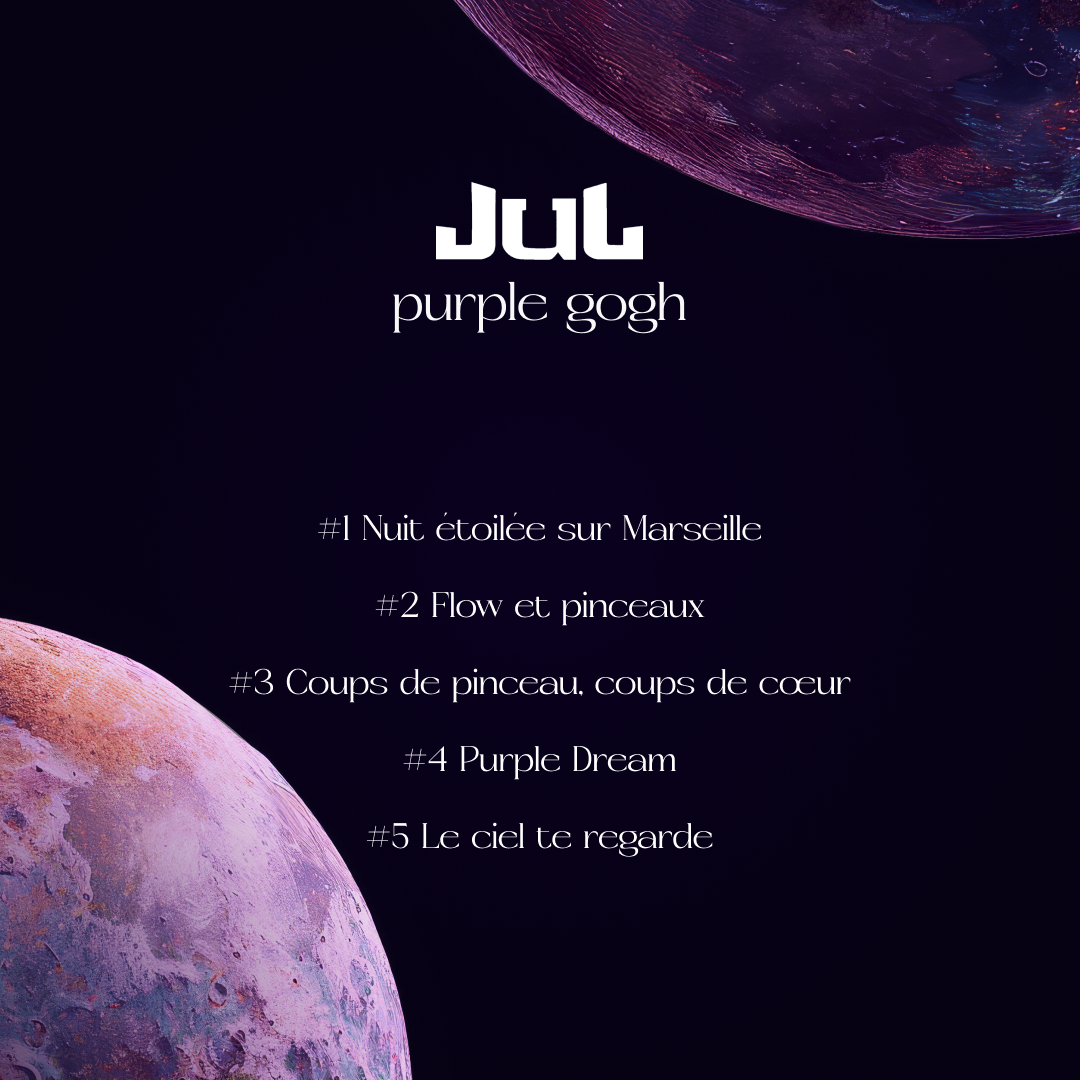 JuL
purple gogh
#1 Nuit étoilée sur Marseille
#2 Flow et pinceaux
#3 Coups de pinceau, coups de cœur
#4 Purple Dream
#5 Le ciel te regarde